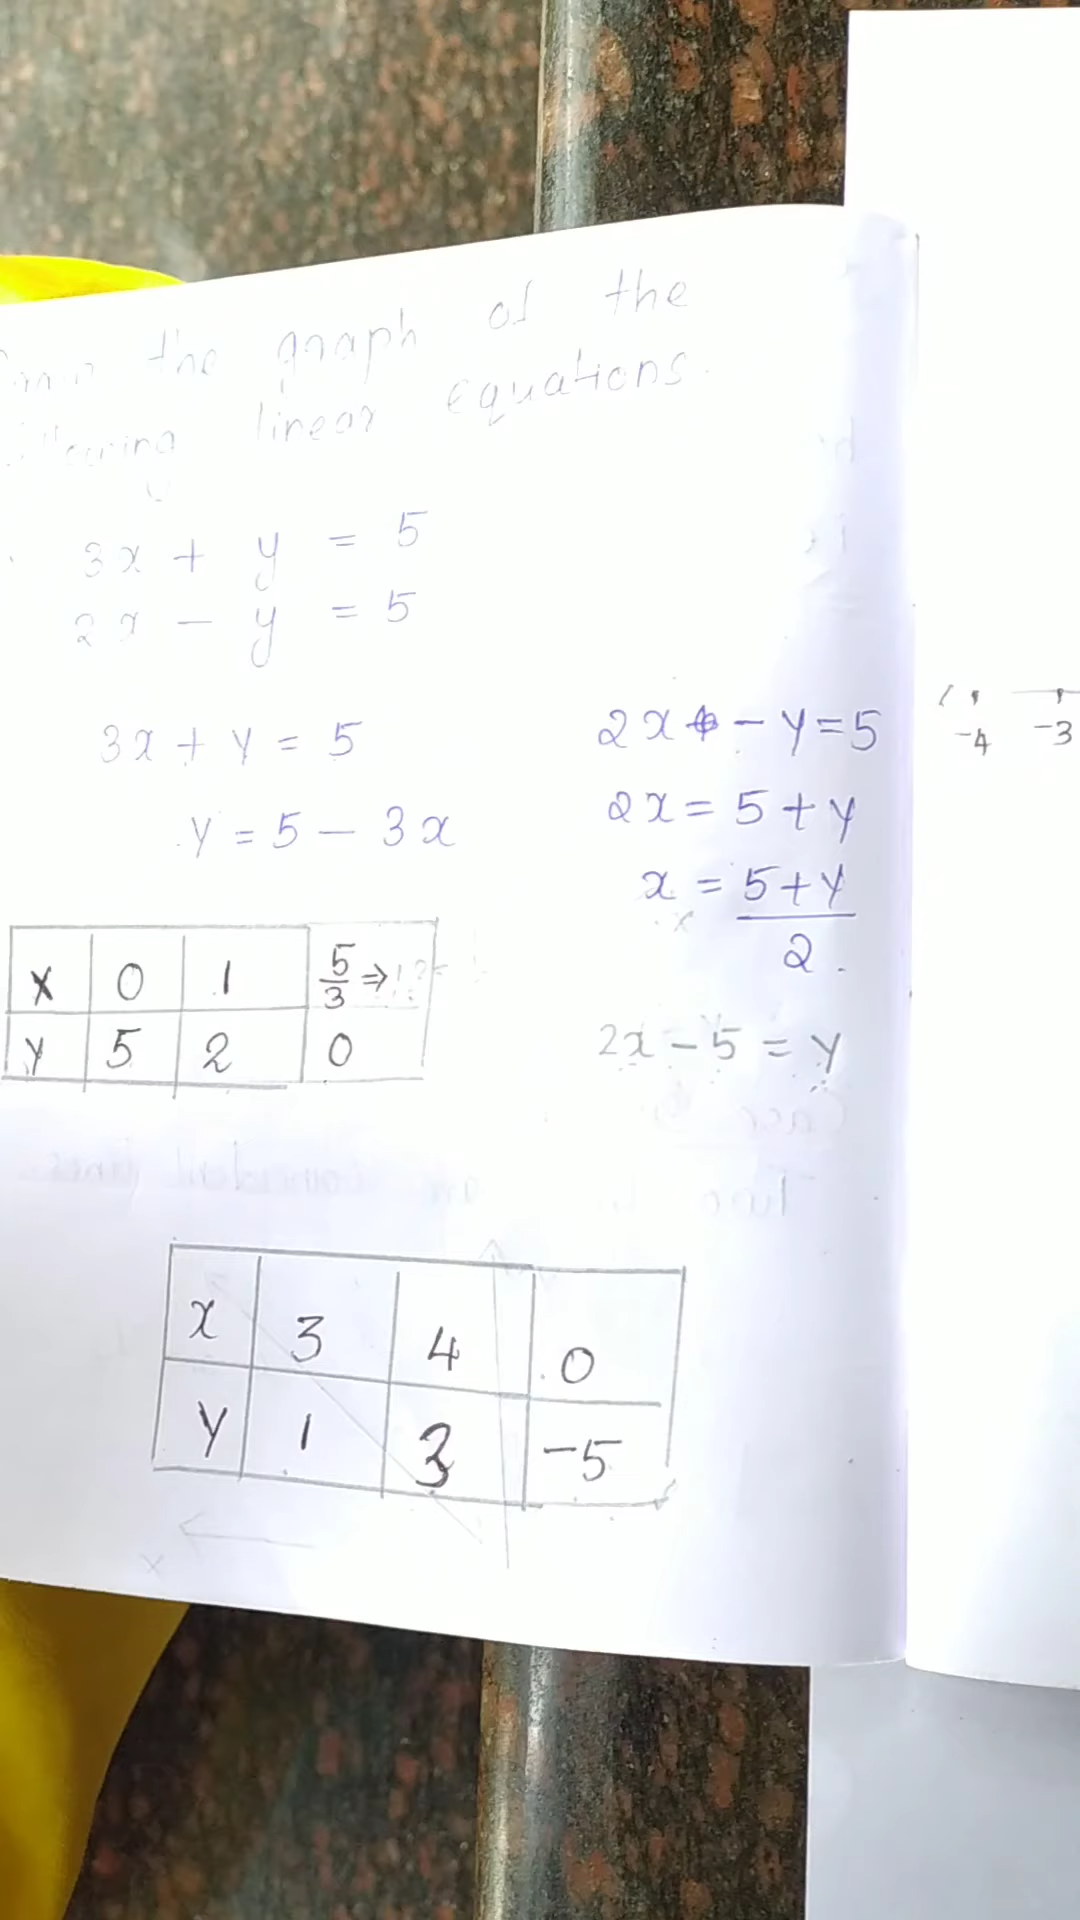 the graph of the
linear equations.
3x + y = 5
2x - y = 5
3x + y = 5
y = 5 - 3x
x 0 1 5/3 ⇒
y 5 2 0
2x - y = 5
2x = 5 + y
x = 5 + y
2.
2x - 5 = y
x 3 4 0
y 1 3 -5
x
-4 -3